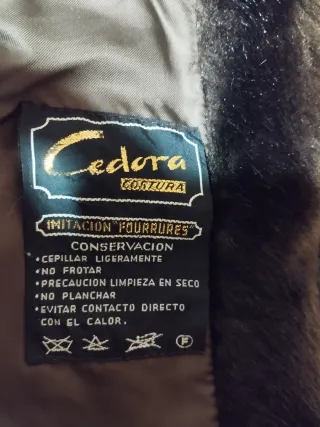 Cedora
COSTURA
IMITACION "FOURRURES"
CONSERVACION
•CEPILLAR LIGERAMENTE
•NO FROTAR
•PRECAUCION LIMPIEZA EN SECO
•NO PLANCHAR
•EVITAR CONTACTO DIRECTO
CON EL CALOR.
F